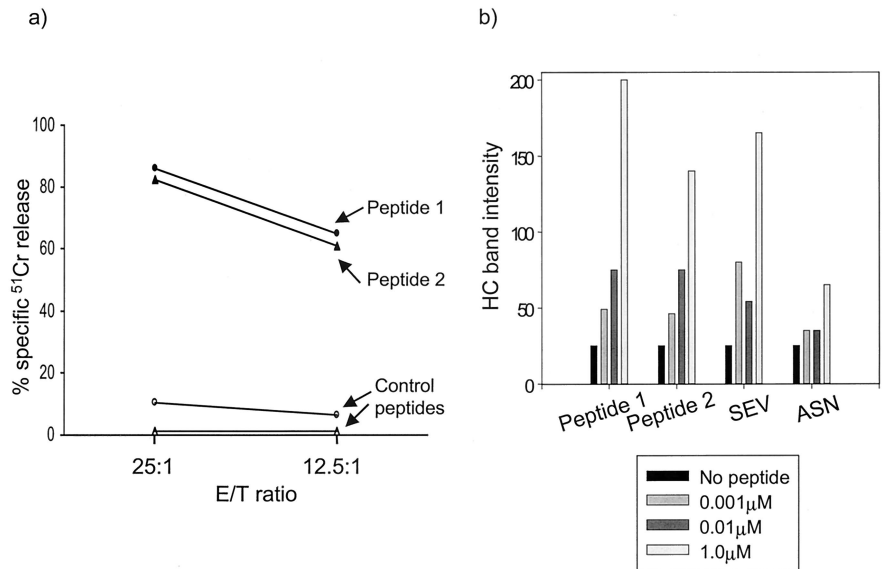 a)
% specific ⁵¹Cr release
100
80
60
40
20
0
Peptide 1
Peptide 2
Control
peptides
25:1
12.5:1
E/T ratio
b)
HC band intensity
200
150
100
50
0
Peptide 1
Peptide 2
SEV
ASN
No peptide
0.001μM
0.01μM
1.0μM